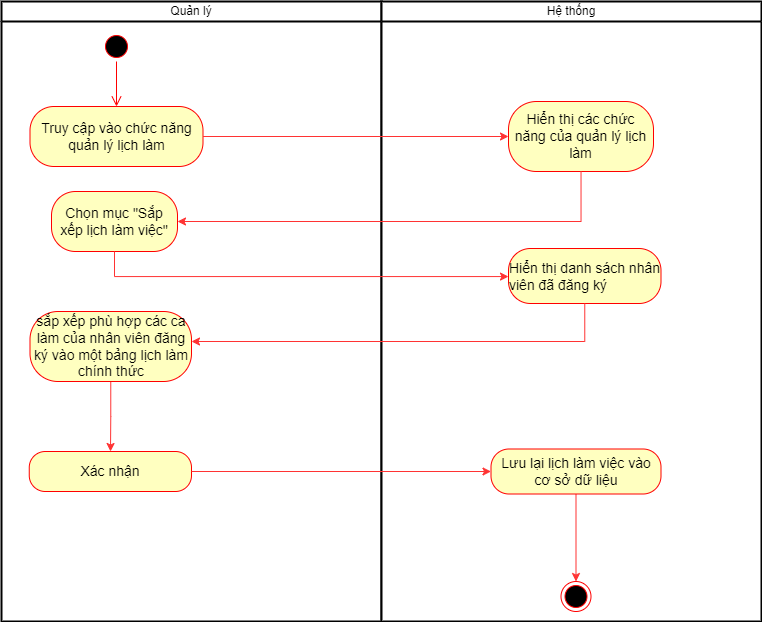 Quản lý
Hệ thống
Truy cập vào chức năng
quản lý lịch làm
Hiển thị các chức
năng của quản lý lịch
làm
Chọn mục "Sắp
xếp lịch làm việc"
Hiển thị danh sách nhân
viên đã đăng ký
sắp xếp phù hợp các ca
làm của nhân viên đăng
ký vào một bảng lịch làm
chính thức
Xác nhận
Lưu lại lịch làm việc vào
cơ sở dữ liệu